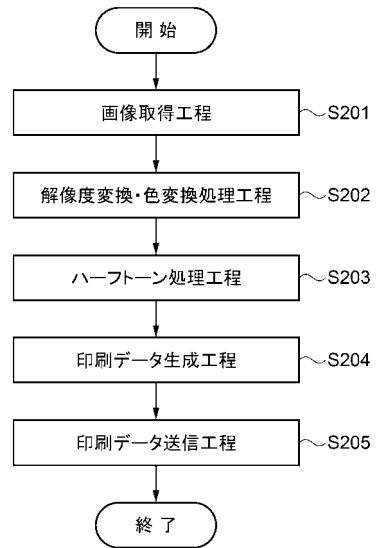 開始
画像取得工程 S201
解像度変換・色変換処理工程 S202
ハーフトーン処理工程 S203
印刷データ生成工程 S204
印刷データ送信工程 S205
終了